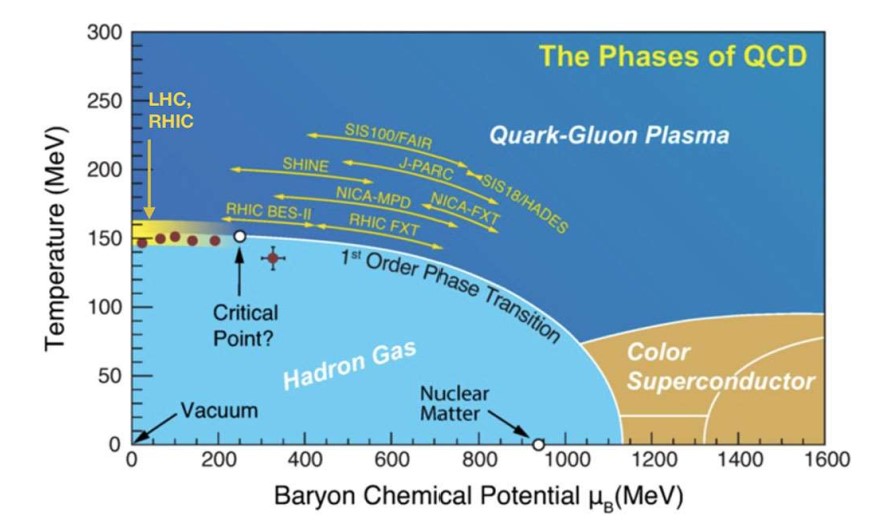 The Phases of QCD
300
250
200
150
100
50
0
Temperature (MeV)
LHC,
RHIC
Quark-Gluon Plasma
SIS100/FAIR
J-PARC
SIS18/HADES
SHINE
NICA-MPD
NICA-FXT
RHIC BES-II
RHIC FXT
1st Order Phase Transition
Critical
Point?
Hadron Gas
Color
Superconductor
Nuclear
Matter
Vacuum
0 200 400 600 800 1000 1200 1400 1600
Baryon Chemical Potential μB(MeV)